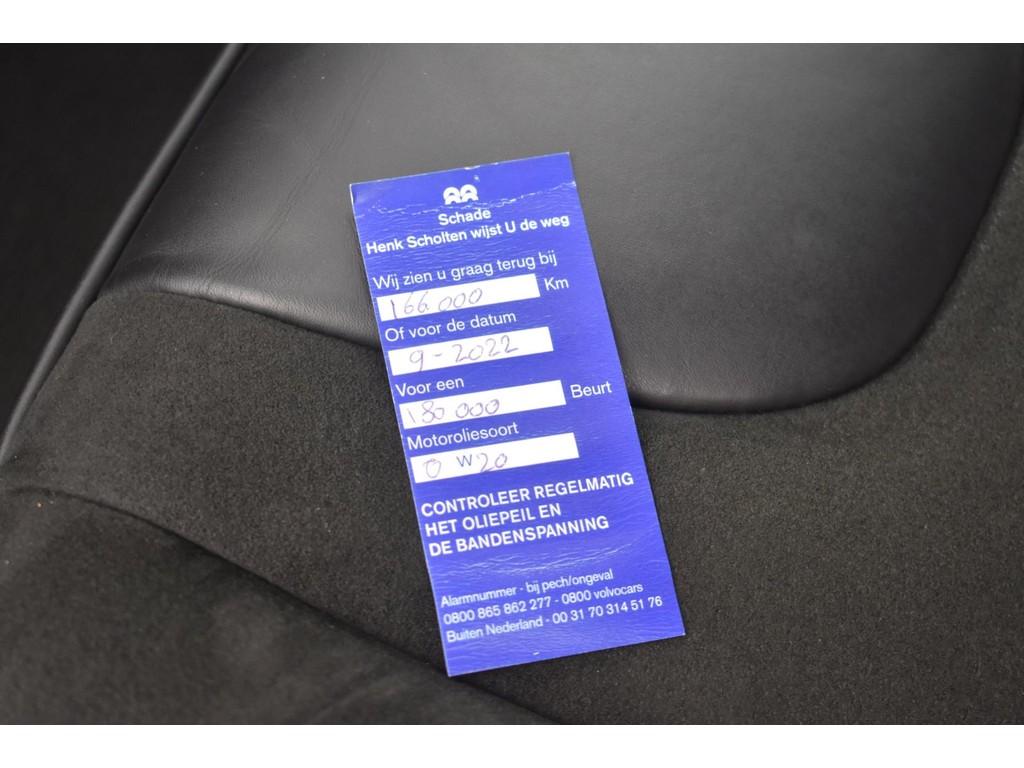 Schade
Henk Scholten wijst U de weg
Wij zien u graag terug bij
166 000 Km
Of voor de datum
9-2022
Voor een
180 000 Beurt
Motoroliesoort
0 W 20
CONTROLEER REGELMATIG
HET OLIEPEIL EN
DE BANDENSPANNING
Alarmnummer - bij pech/ongeval
0800 865 862 277 - 0800 volvocars
Buiten Nederland - 00 31 70 314 51 76